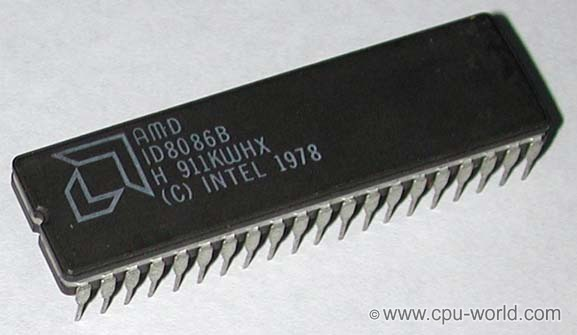 AMD
ID8086B
H 911KWHX
(C) INTEL 1978
© www.cpu-world.com